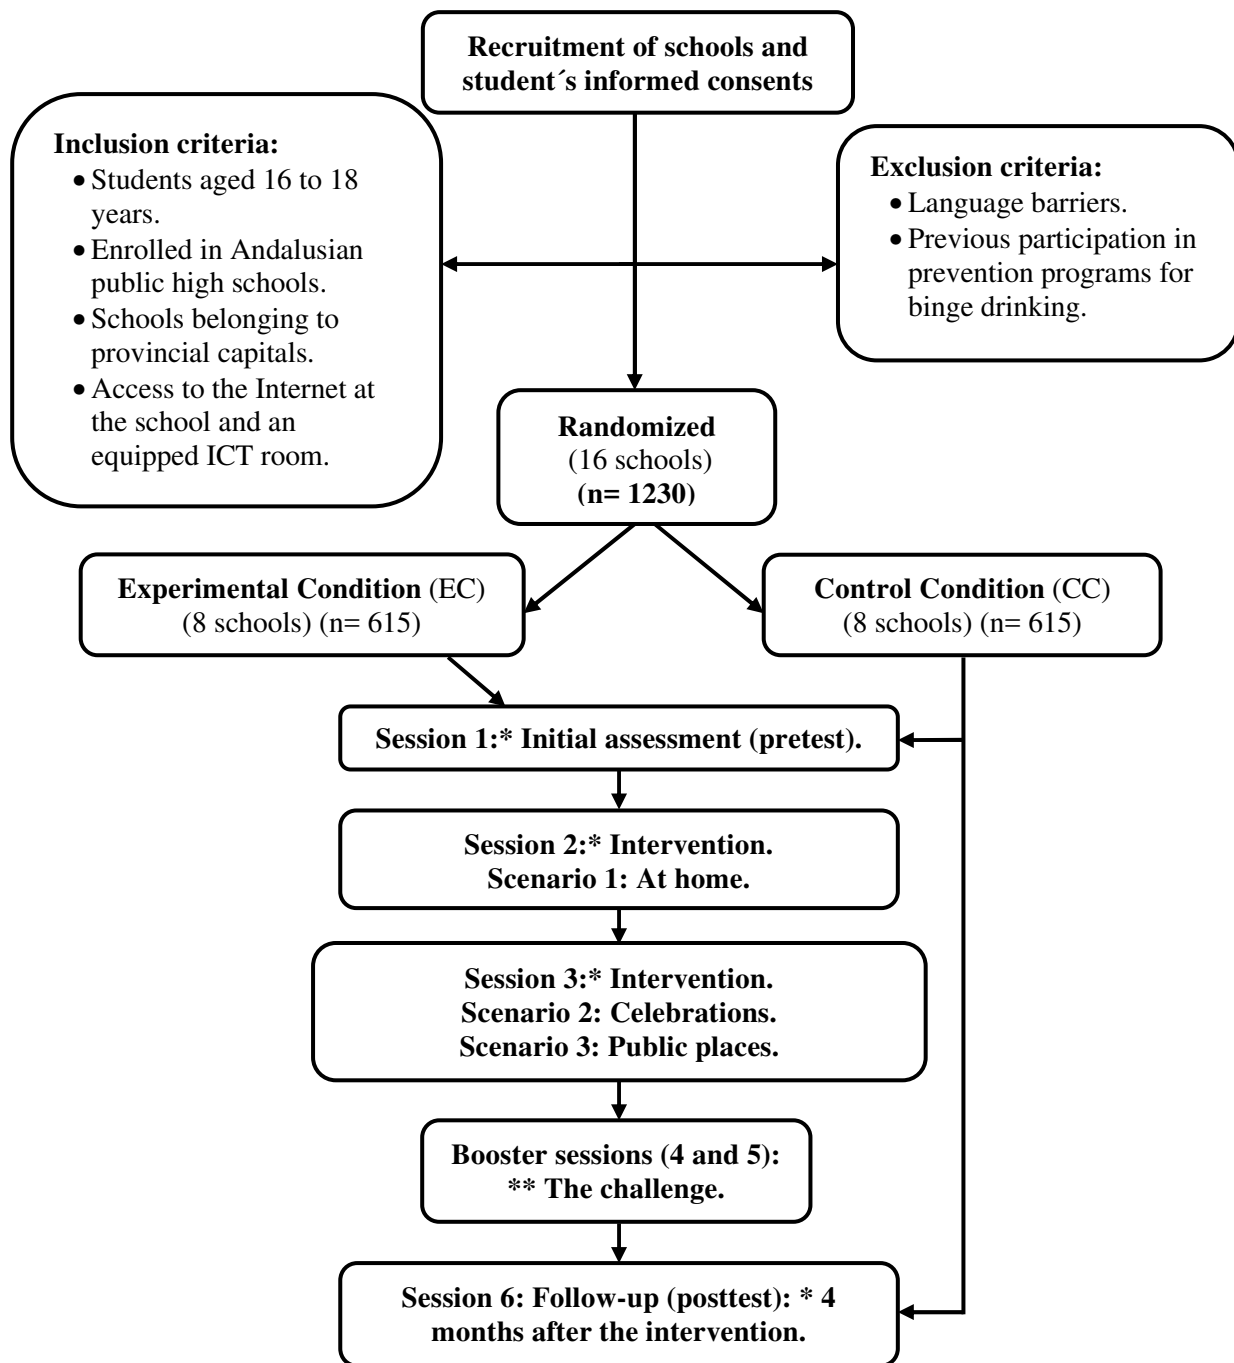 Recruitment of schools and
student´s informed consents
Inclusion criteria:
• Students aged 16 to 18
years.
• Enrolled in Andalusian
public high schools.
• Schools belonging to
provincial capitals.
• Access to the Internet at
the school and an
equipped ICT room.
Exclusion criteria:
• Language barriers.
• Previous participation in
prevention programs for
binge drinking.
Randomized
(16 schools)
(n= 1230)
Experimental Condition (EC)
(8 schools) (n= 615)
Control Condition (CC)
(8 schools) (n= 615)
Session 1:* Initial assessment (pretest).
Session 2:* Intervention.
Scenario 1: At home.
Session 3:* Intervention.
Scenario 2: Celebrations.
Scenario 3: Public places.
Booster sessions (4 and 5):
** The challenge.
Session 6: Follow-up (posttest): * 4
months after the intervention.